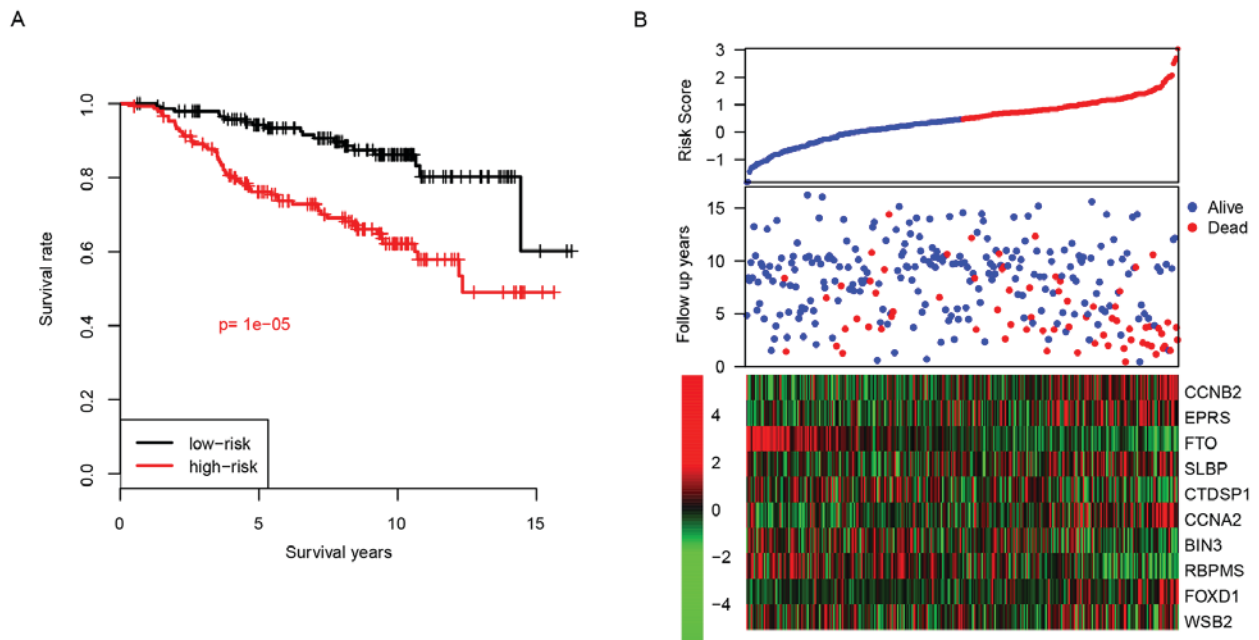 A
Survival rate
1.0
0.8
0.6
0.4
0.2
0.0
p= 1e−05
low−risk
high−risk
0 5 10 15
Survival years
B
Risk Score
3
2
1
0
−1
Follow up years
15
10
5
0
Alive
Dead
4
2
0
−2
−4
CCNB2
EPRS
FTO
SLBP
CTDSP1
CCNA2
BIN3
RBPMS
FOXD1
WSB2